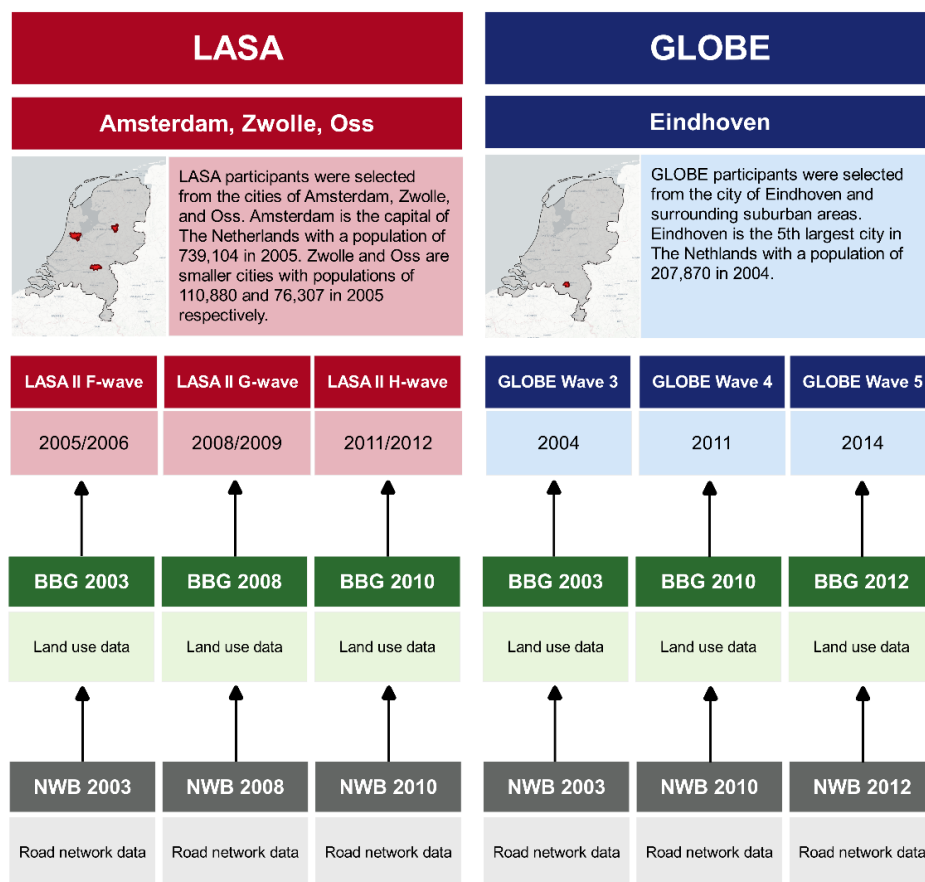 LASA
Amsterdam, Zwolle, Oss
LASA participants were selected
from the cities of Amsterdam, Zwolle,
and Oss. Amsterdam is the capital of
The Netherlands with a population of
739,104 in 2005. Zwolle and Oss are
smaller cities with populations of
110,880 and 76,307 in 2005
respectively.
GLOBE
Eindhoven
GLOBE participants were selected
from the city of Eindhoven and
surrounding suburban areas.
Eindhoven is the 5th largest city in
The Nethlands with a population of
207,870 in 2004.
LASA II F-wave
LASA II G-wave
LASA II H-wave
GLOBE Wave 3
GLOBE Wave 4
GLOBE Wave 5
2005/2006
2008/2009
2011/2012
2004
2011
2014
BBG 2003
BBG 2008
BBG 2010
BBG 2003
BBG 2010
BBG 2012
Land use data
Land use data
Land use data
Land use data
Land use data
Land use data
NWB 2003
NWB 2008
NWB 2010
NWB 2003
NWB 2010
NWB 2012
Road network data
Road network data
Road network data
Road network data
Road network data
Road network data